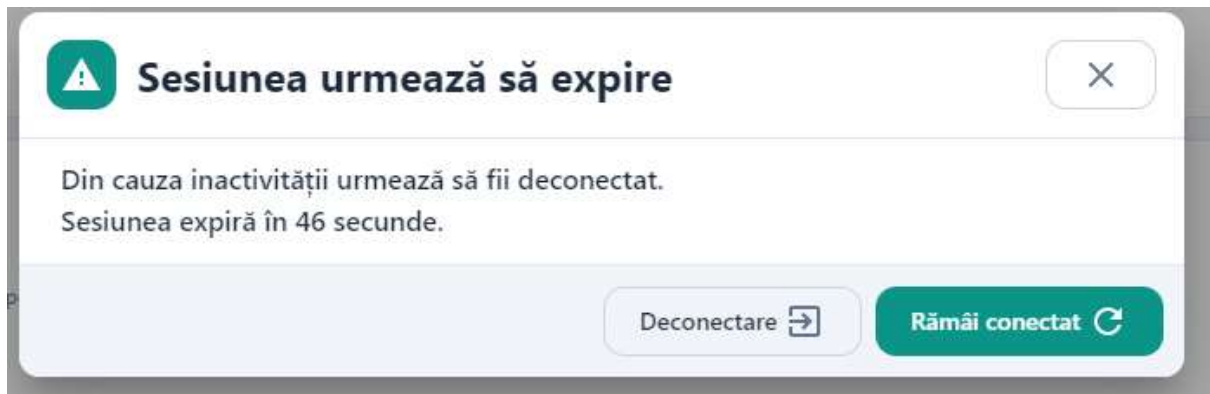 Sesiunea urmează să expire
Din cauza inactivității urmează să fii deconectat.
Sesiunea expiră în 46 secunde.
Deconectare
Rămâi conectat